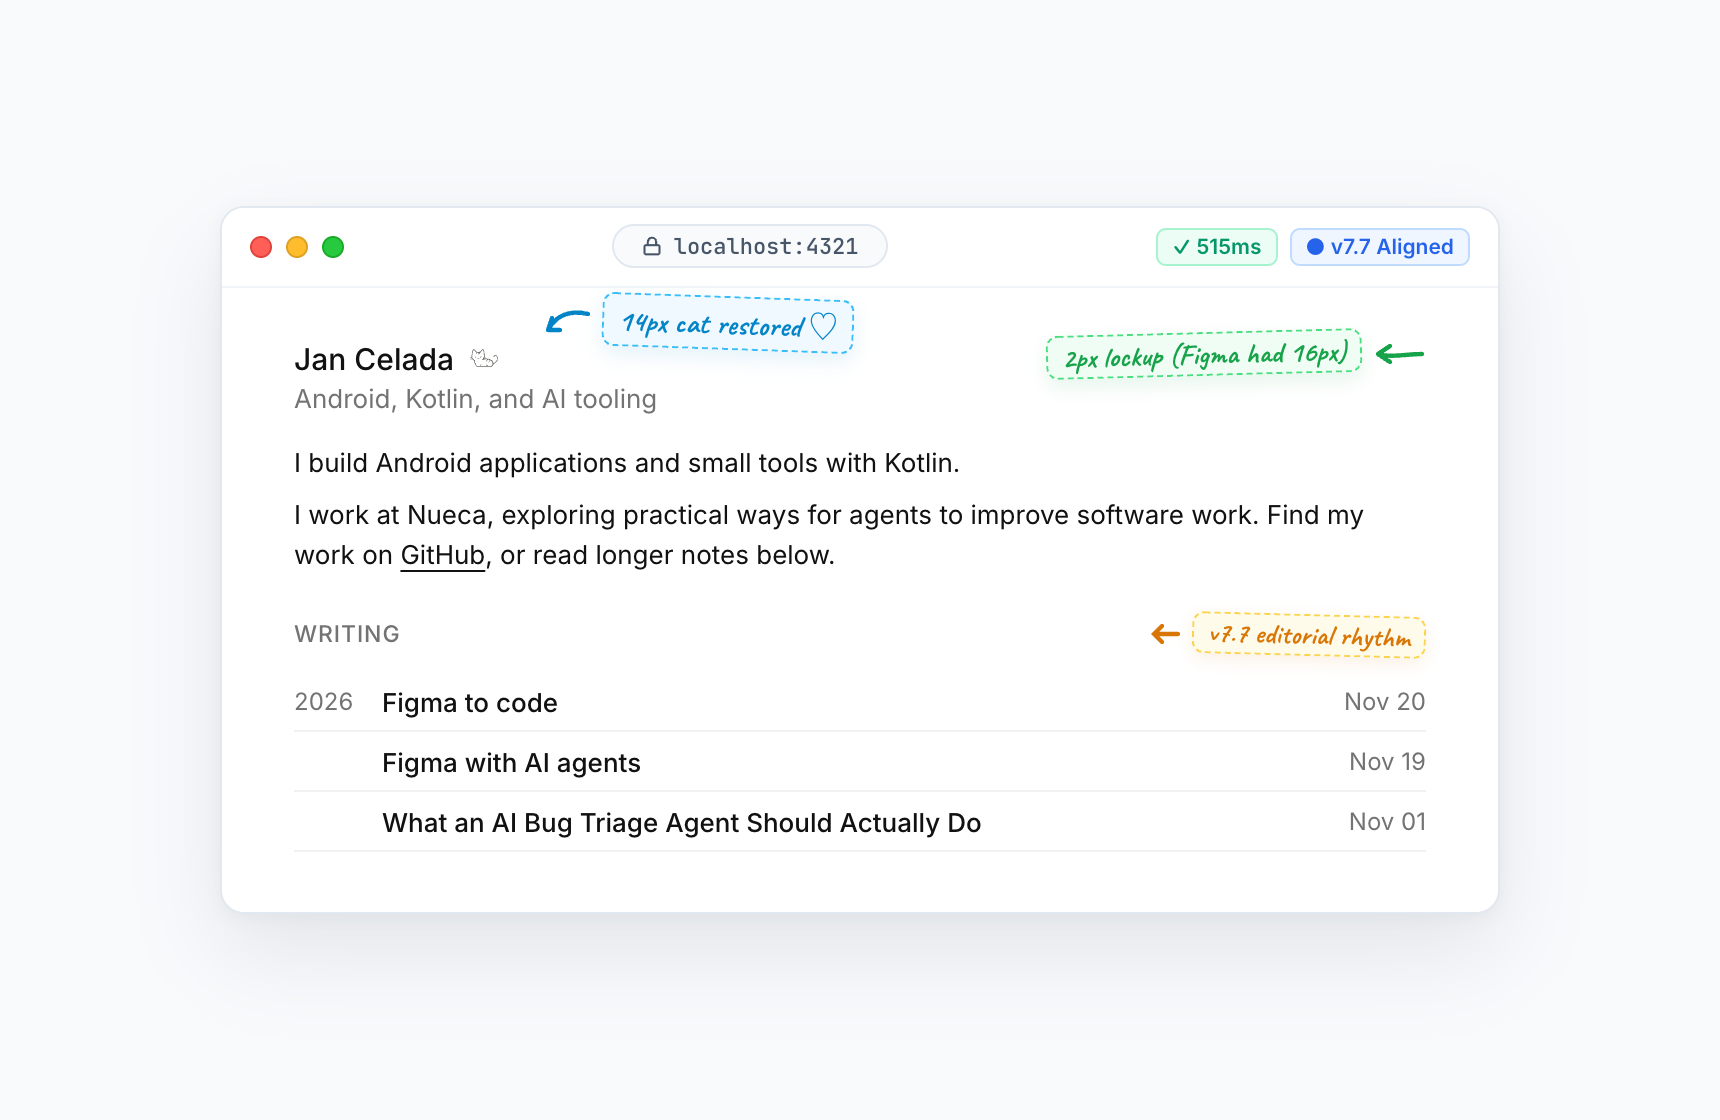 localhost:4321
✓ 515ms
v7.7 Aligned
14px cat restored ♡
2px lockup (Figma had 16px)
Jan Celada
Android, Kotlin, and AI tooling
I build Android applications and small tools with Kotlin.
I work at Nueca, exploring practical ways for agents to improve software work. Find my
work on GitHub, or read longer notes below.
WRITING
v7.7 editorial rhythm
2026 Figma to code Nov 20
Figma with AI agents Nov 19
What an AI Bug Triage Agent Should Actually Do Nov 01